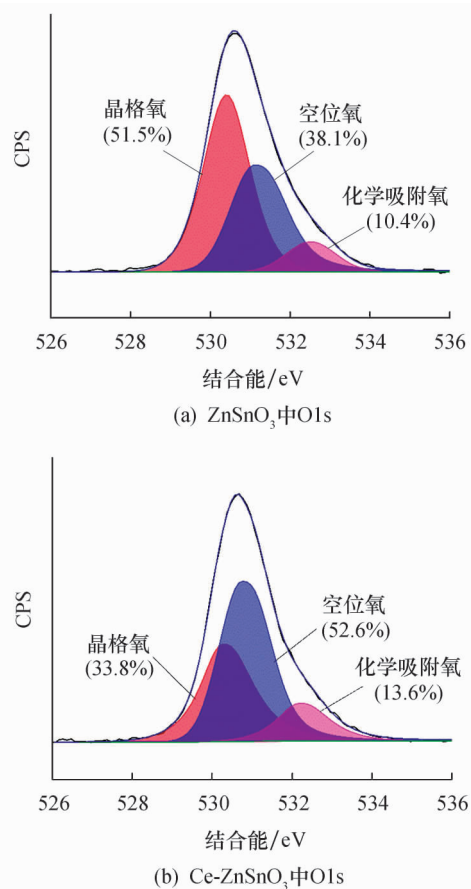 CPS
晶格氧
(51.5%)
空位氧
(38.1%)
化学吸附氧
(10.4%)
526 528 530 532 534 536
结合能/eV
(a) ZnSnO₃中O1s
CPS
晶格氧
(33.8%)
空位氧
(52.6%)
化学吸附氧
(13.6%)
526 528 530 532 534 536
结合能/eV
(b) Ce-ZnSnO₃中O1s